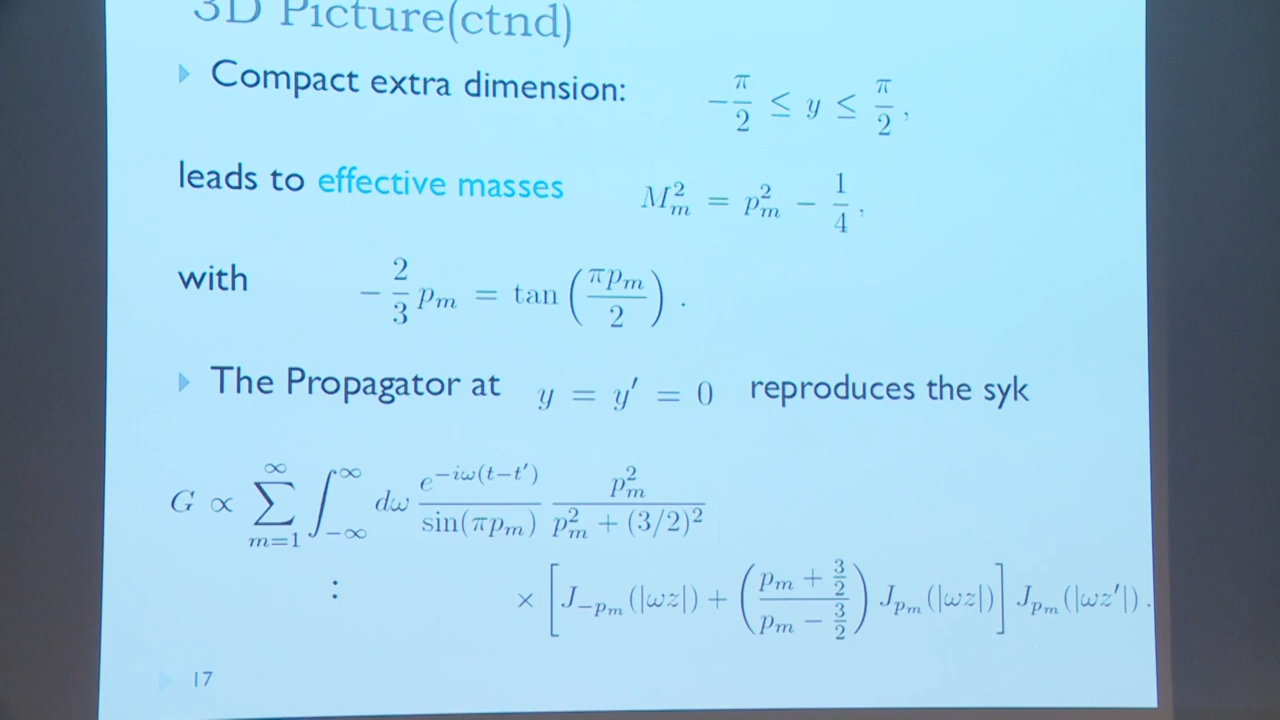 3D Picture(ctnd)
Compact extra dimension: −π/2 ≤ y ≤ π/2 ,
leads to effective masses M_m^2 = p_m^2 − 1/4 ,
with −2/3 p_m = tan(πp_m/2) .
The Propagator at y = y′ = 0 reproduces the syk
G ∝ ∑_{m=1}^{∞} ∫_{−∞}^{∞} dω e^{−iω(t−t′)}/sin(πp_m) p_m^2/(p_m^2 + (3/2)^2)
: × [J_{−p_m}(|ωz|) + ((p_m + 3/2)/(p_m − 3/2)) J_{p_m}(|ωz|)] J_{p_m}(|ωz′|) .
17